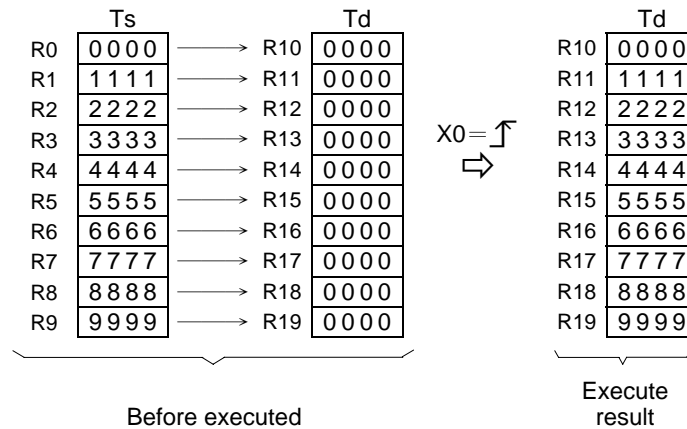 Ts Td Td
R0 0000 R10 0000 R10 0000
R1 1111 R11 0000 R11 1111
R2 2222 R12 0000 R12 2222
R3 3333 R13 0000 X0= R13 3333
R4 4444 R14 0000 R14 4444
R5 5555 R15 0000 R15 5555
R6 6666 R16 0000 R16 6666
R7 7777 R17 0000 R17 7777
R8 8888 R18 0000 R18 8888
R9 9999 R19 0000 R19 9999
Before executed
Execute
result